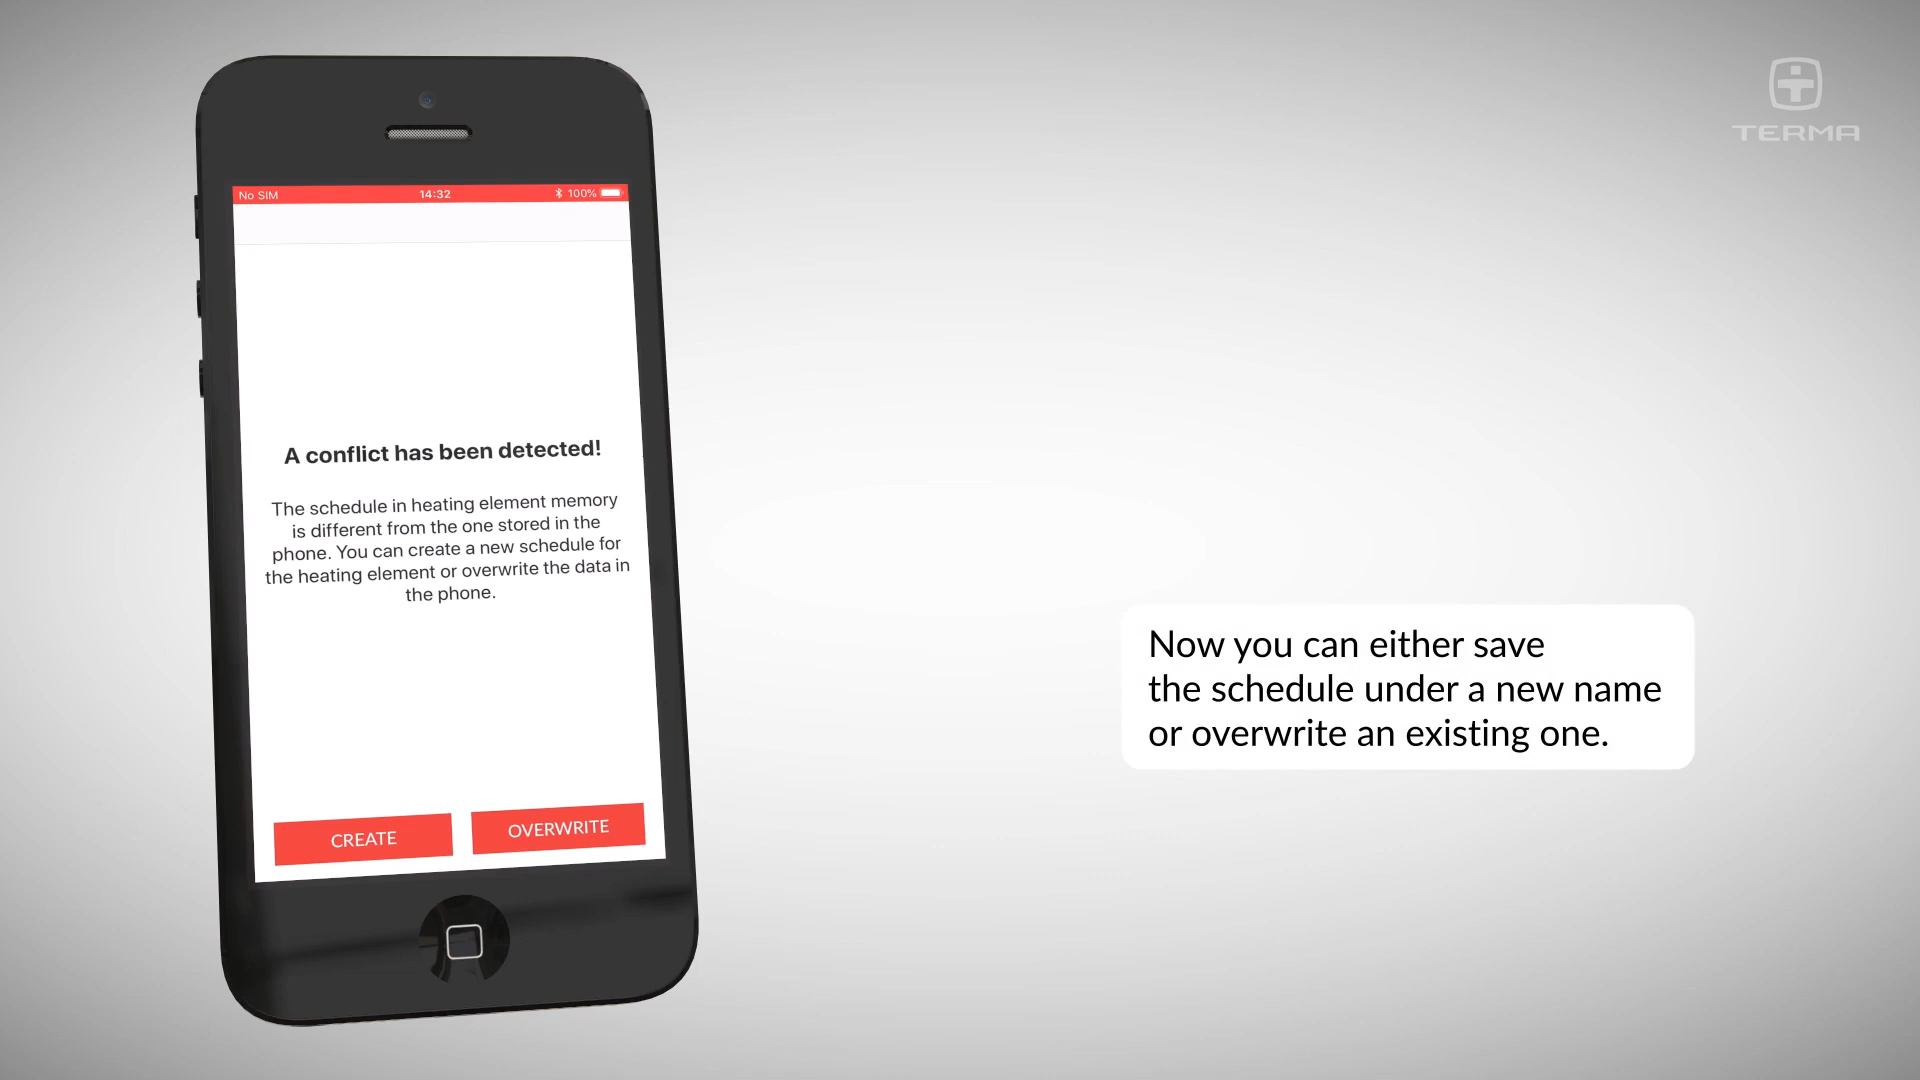 TERMA
No SIM 14:32 100%
A conflict has been detected!
The schedule in heating element memory
is different from the one stored in the
phone. You can create a new schedule for
the heating element or overwrite the data in
the phone.
CREATE OVERWRITE
Now you can either save
the schedule under a new name
or overwrite an existing one.